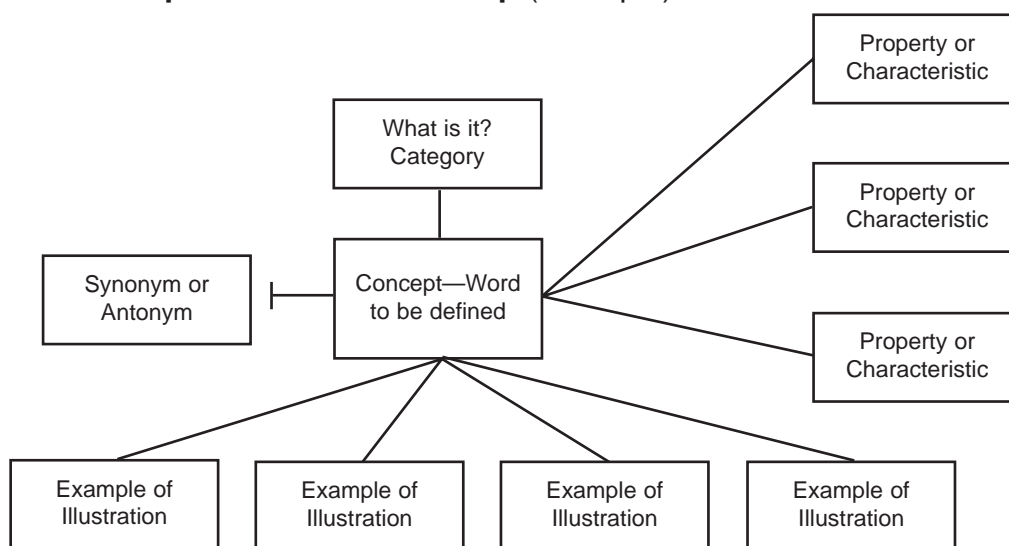 Property or
Characteristic
What is it?
Category
Property or
Characteristic
Synonym or
Antonym
Concept—Word
to be defined
Property or
Characteristic
Example of
Illustration
Example of
Illustration
Example of
Illustration
Example of
Illustration